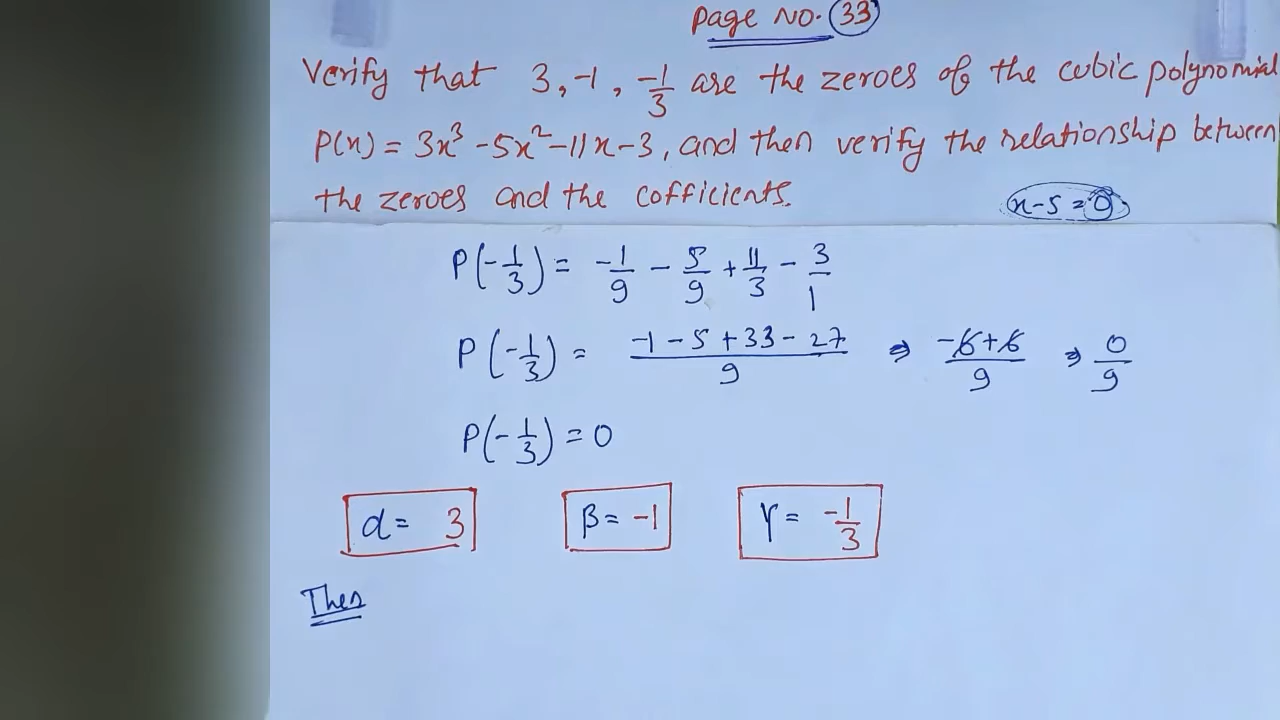 Page No. 33
Verify that 3, -1, -1/3 are the zeroes of the cubic polynomial
P(x) = 3x³ -5x² -11x -3, and then verify the relationship between
the zeroes and the cofficients.
x-5=0
P(-1/3) = -1/9 - 5/9 + 11/3 - 3/1
P(-1/3) = (-1-5+33-27)/9 ⇒ (-6+6)/9 ⇒ 0/9
P(-1/3) = 0
α = 3 β = -1 γ = -1/3
Then